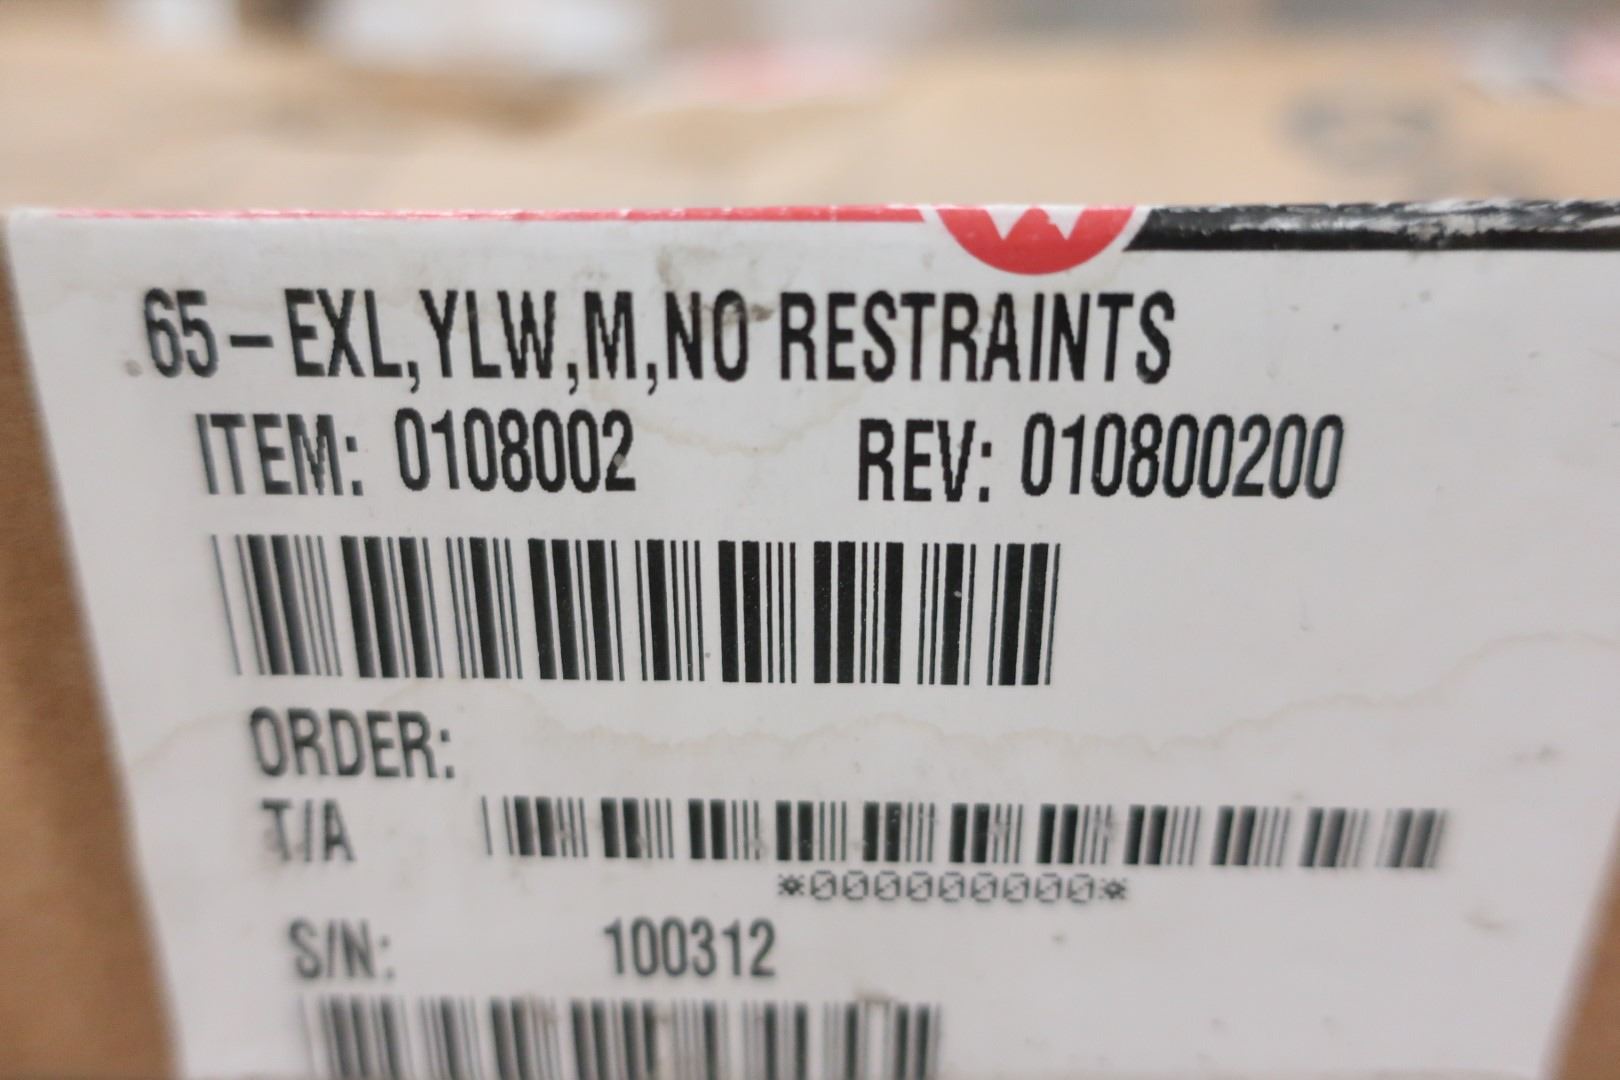 65-EXL,YLW,M,NO RESTRAINTS
ITEM: 0108002 REV: 010800200
ORDER:
T/A
*000000000*
S/N: 100312